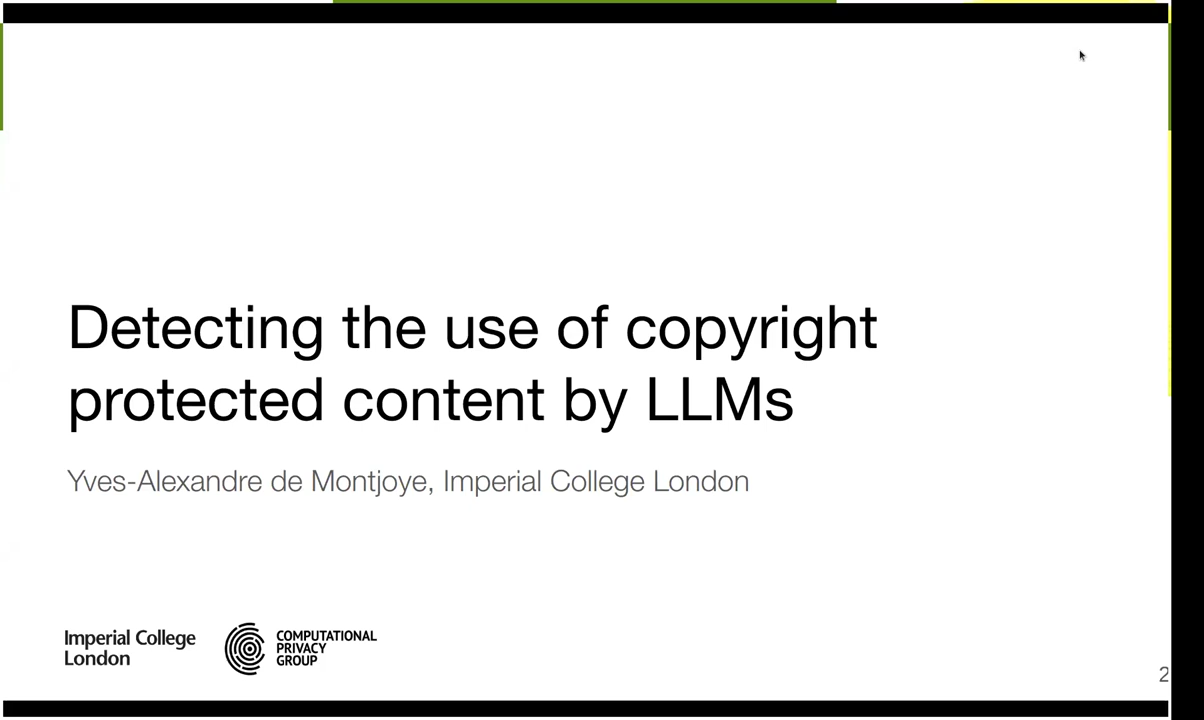 Detecting the use of copyright
protected content by LLMs
Yves-Alexandre de Montjoye, Imperial College London
Imperial College
London
COMPUTATIONAL
PRIVACY
GROUP
2